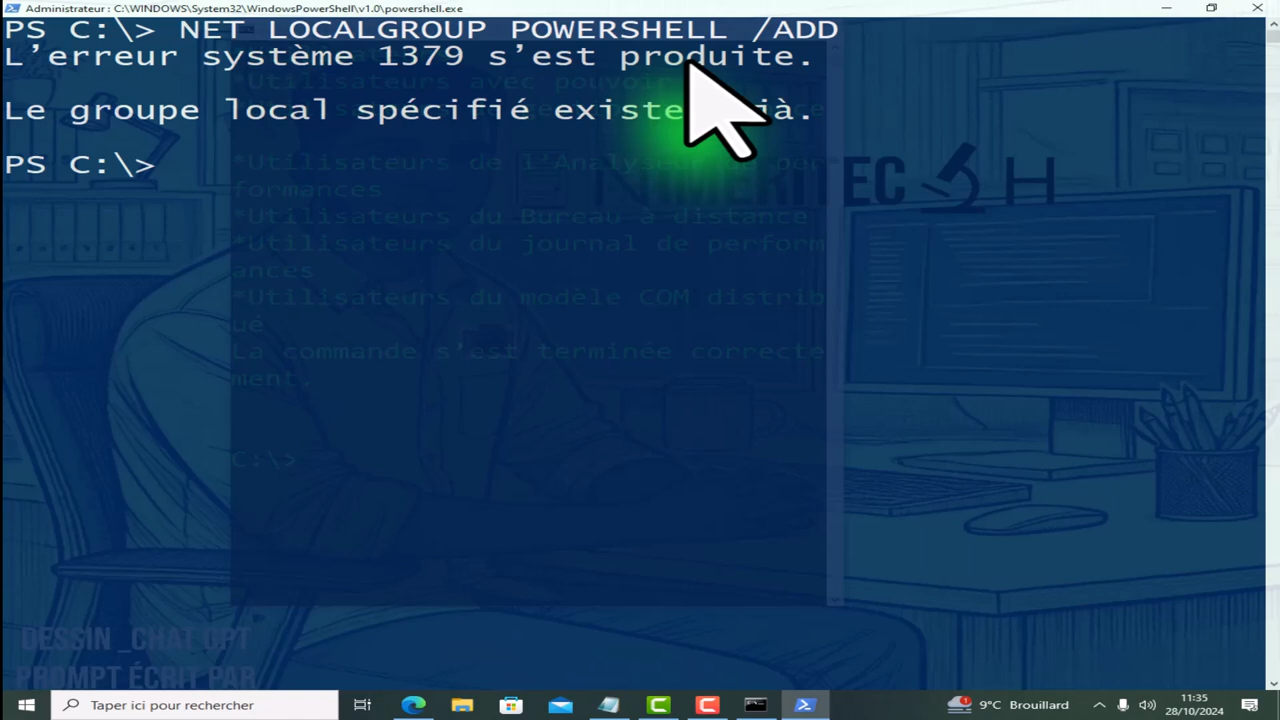 Administrateur : C:\WINDOWS\System32\WindowsPowerShell\v1.0\powershell.exe
PS C:\> NET LOCALGROUP POWERSHELL /ADD
L'erreur système 1379 s'est produite.
*Utilisateurs avec pouvoir
Le groupe local spécifié existe
PS C:\>
*Utilisateurs de l'Analyseur de per
formances
*Utilisateurs du Bureau à distance
*Utilisateurs du journal de perform
ances
*Utilisateurs du modèle COM distrib
ué
La commande s'est terminée correcte
ment.
C:\>
H
DESSIN _CHAT GPT
PROMPT ÉCRIT PAR
Taper ici pour rechercher
9°C Brouillard
11:35
28/10/2024